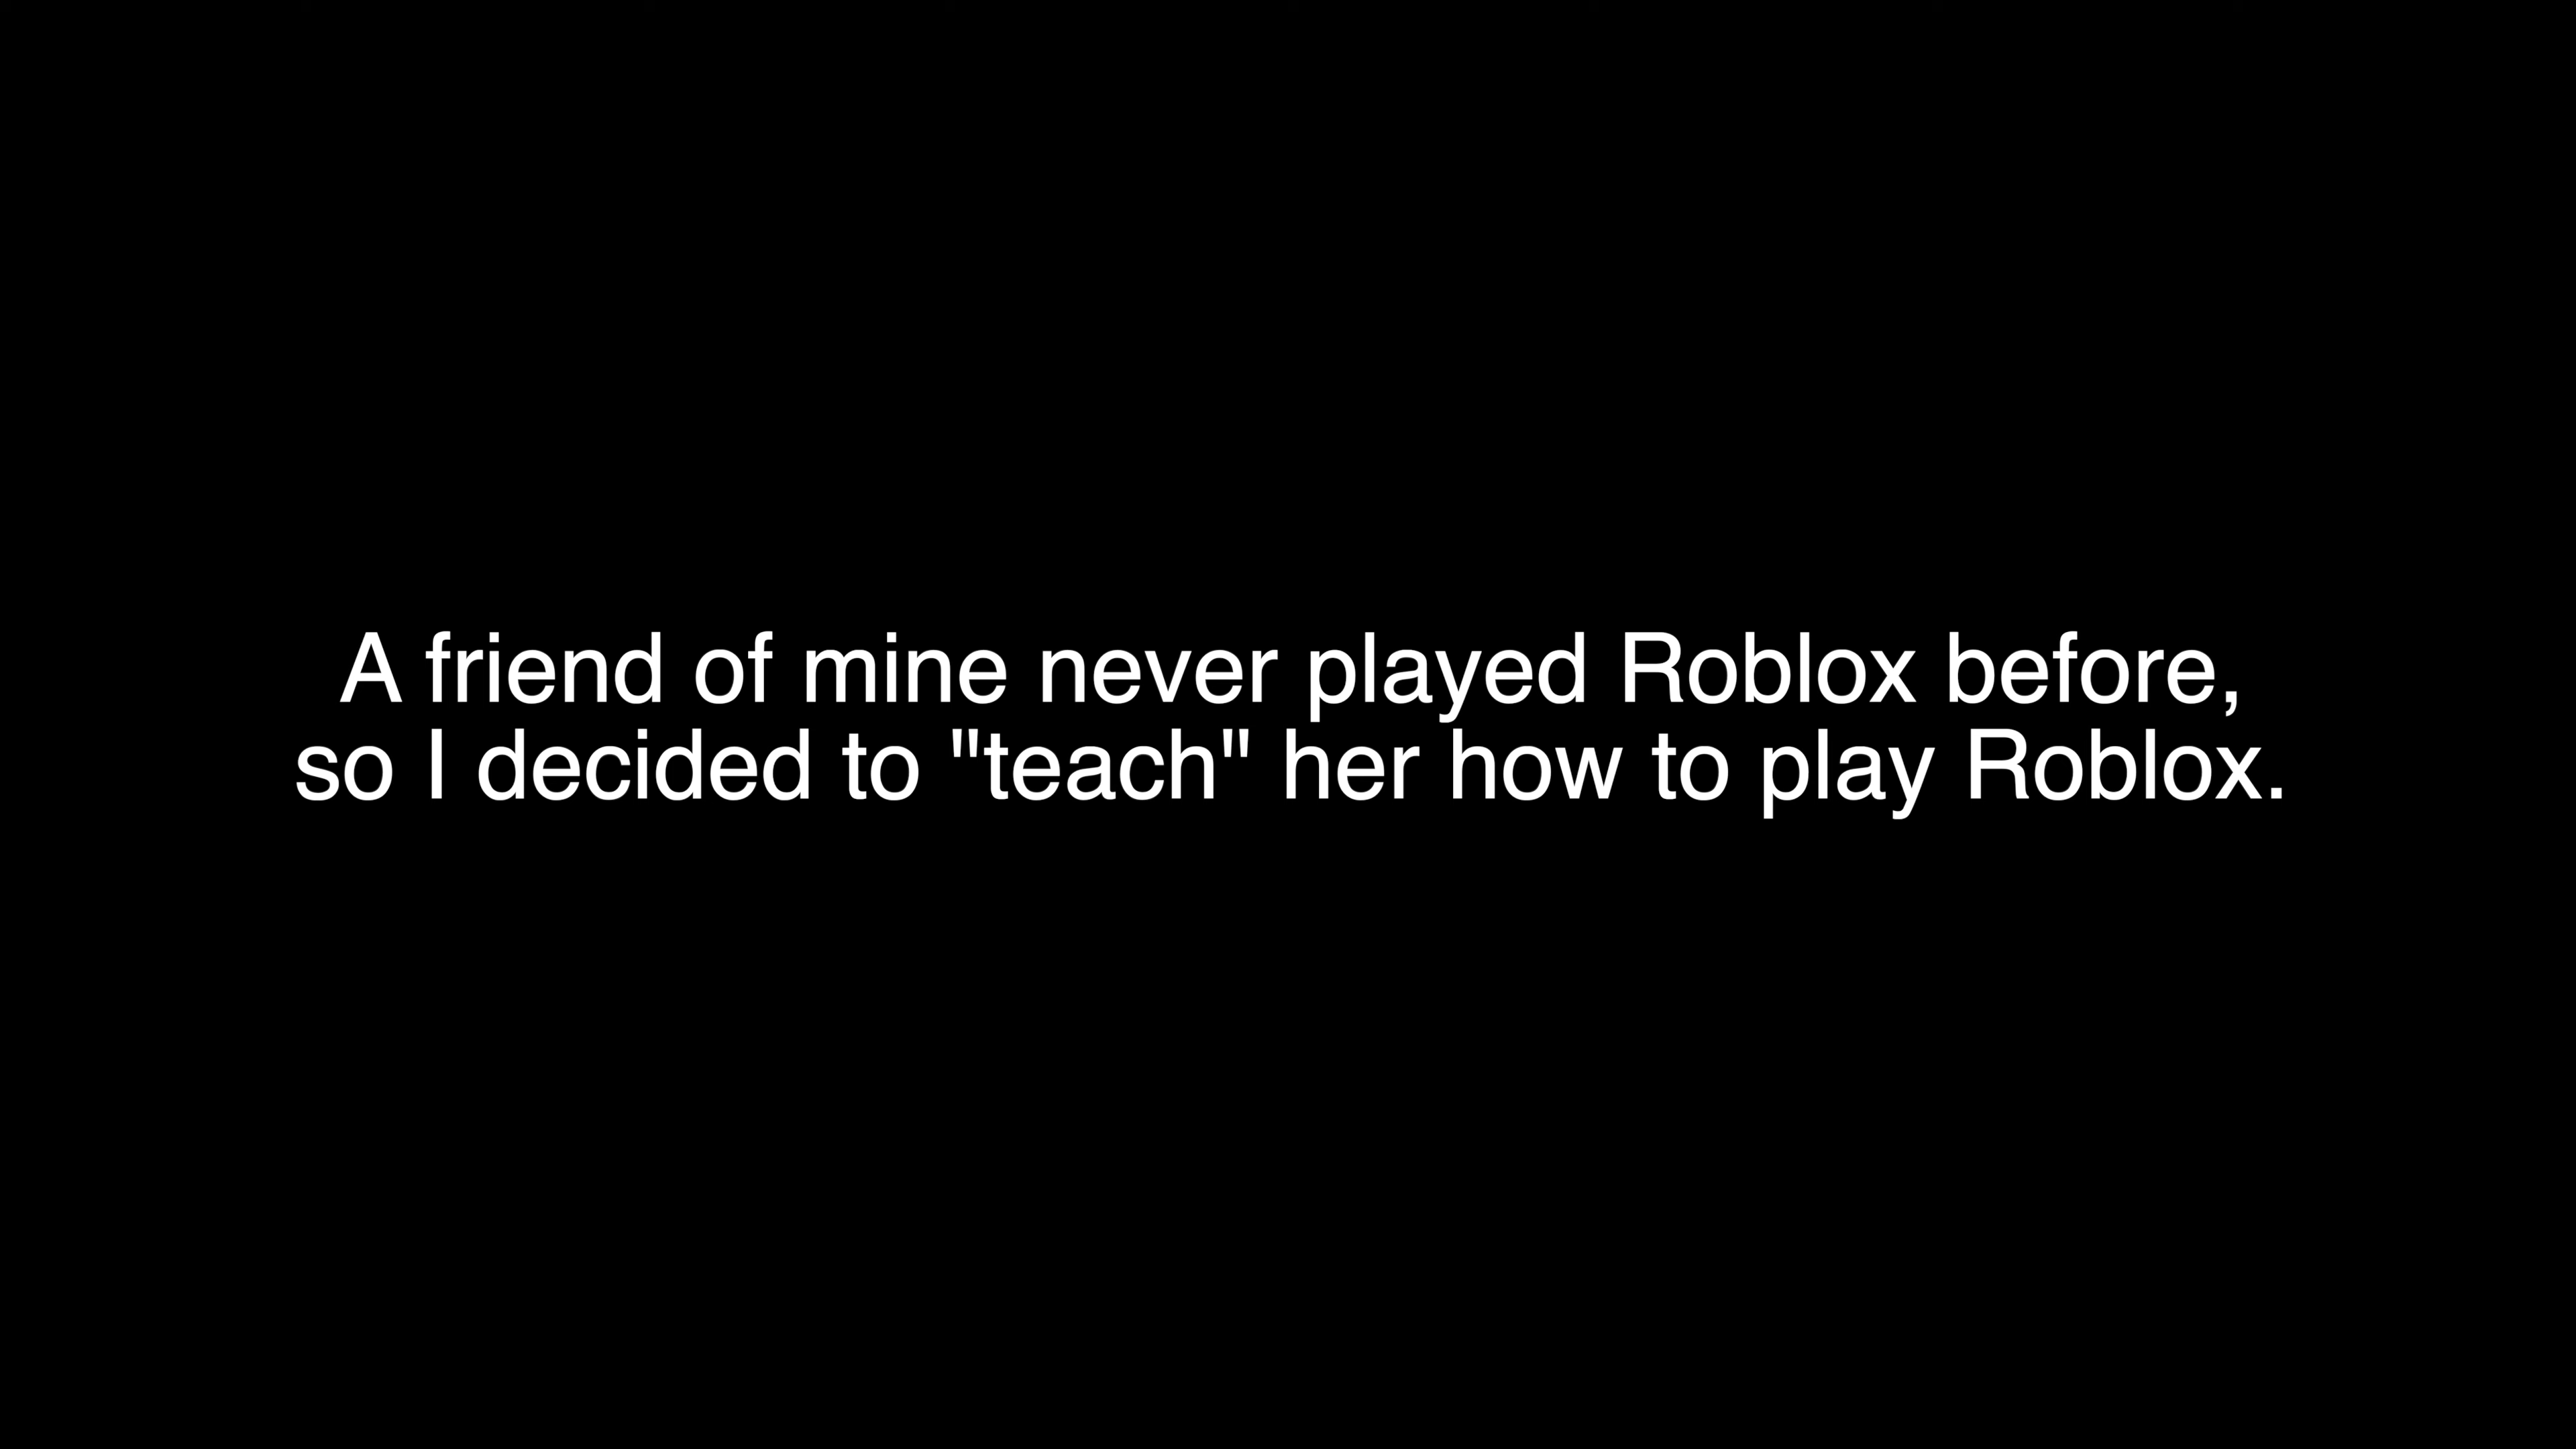 A friend of mine never played Roblox before,
so I decided to "teach" her how to play Roblox.